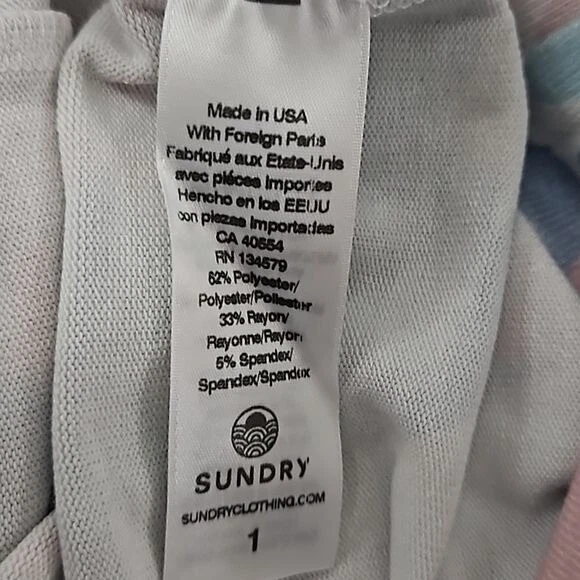 Made in USA
With Foreign Parts
Fabriqué aux Etats-Unis
avec piéces importées
Hencho en los EEUU
con piezas importadas
CA 40554
RN 134579
62% Polyester/
Polyester/Poliester
33% Rayon/
Rayonne/Rayon
5% Spandex/
Spandex/Spandex
SUNDRY
SUNDRYCLOTHING.COM
1